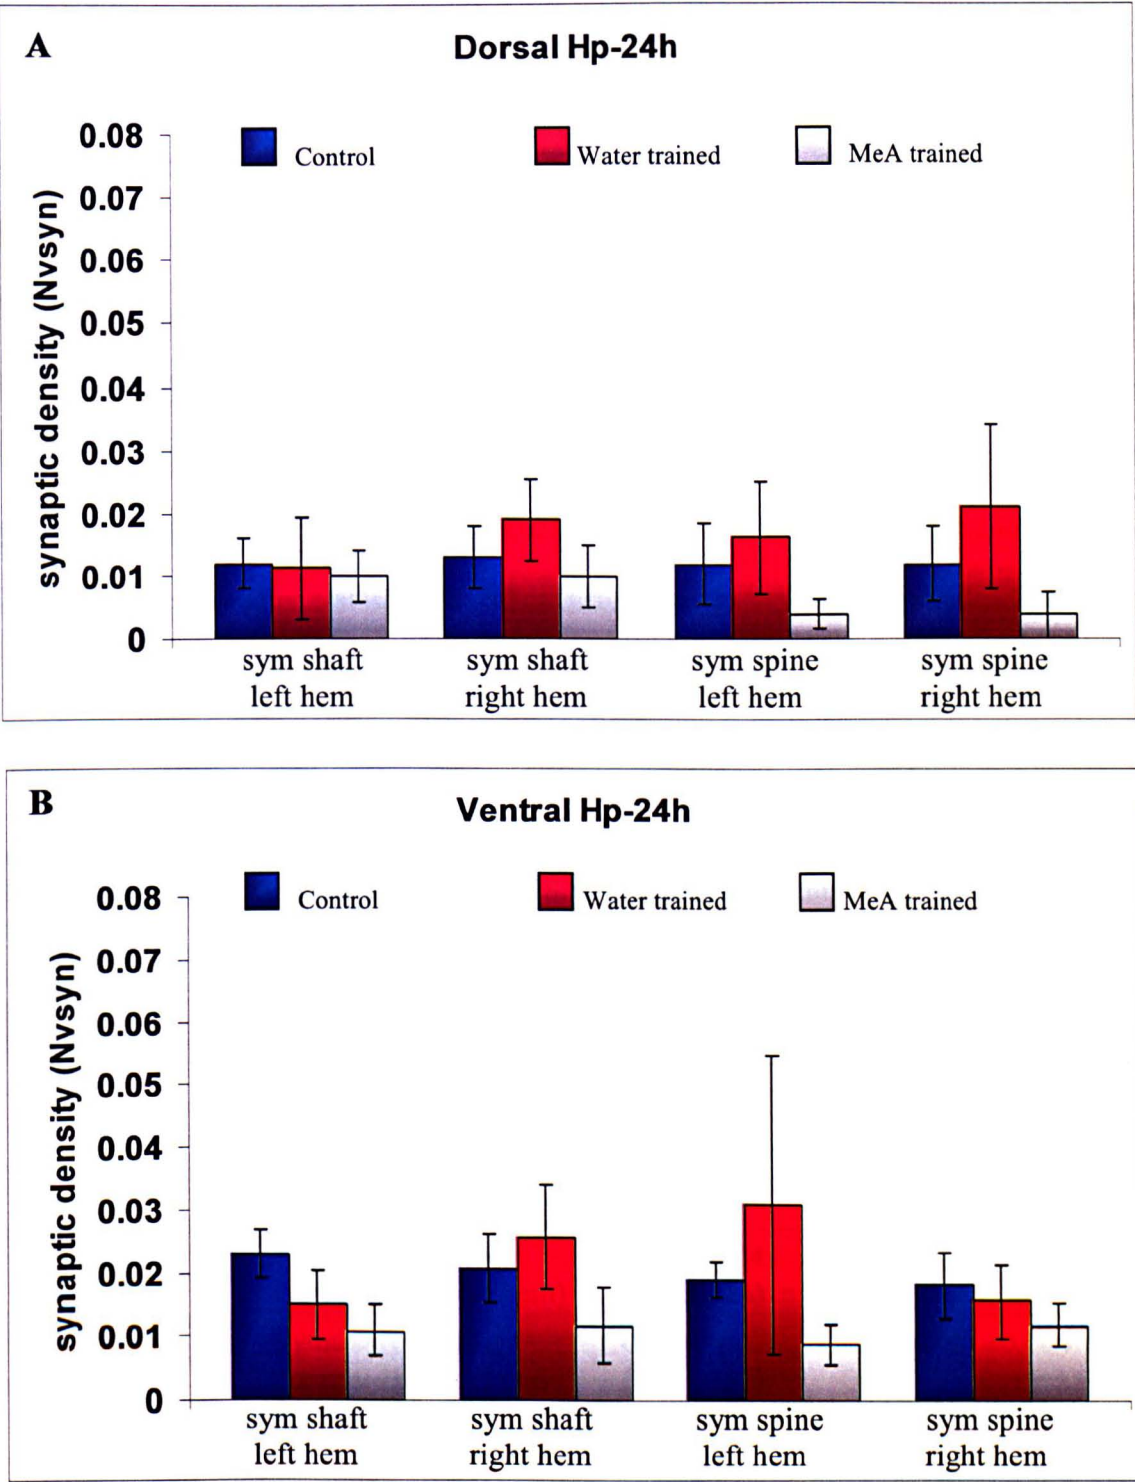 A
Dorsal Hp-24h
Control
Water trained
MeA trained
synaptic density (Nvsyn)
0.08
0.07
0.06
0.05
0.04
0.03
0.02
0.01
0
sym shaft
left hem
sym shaft
right hem
sym spine
left hem
sym spine
right hem
B
Ventral Hp-24h
Control
Water trained
MeA trained
synaptic density (Nvsyn)
0.08
0.07
0.06
0.05
0.04
0.03
0.02
0.01
0
sym shaft
left hem
sym shaft
right hem
sym spine
left hem
sym spine
right hem